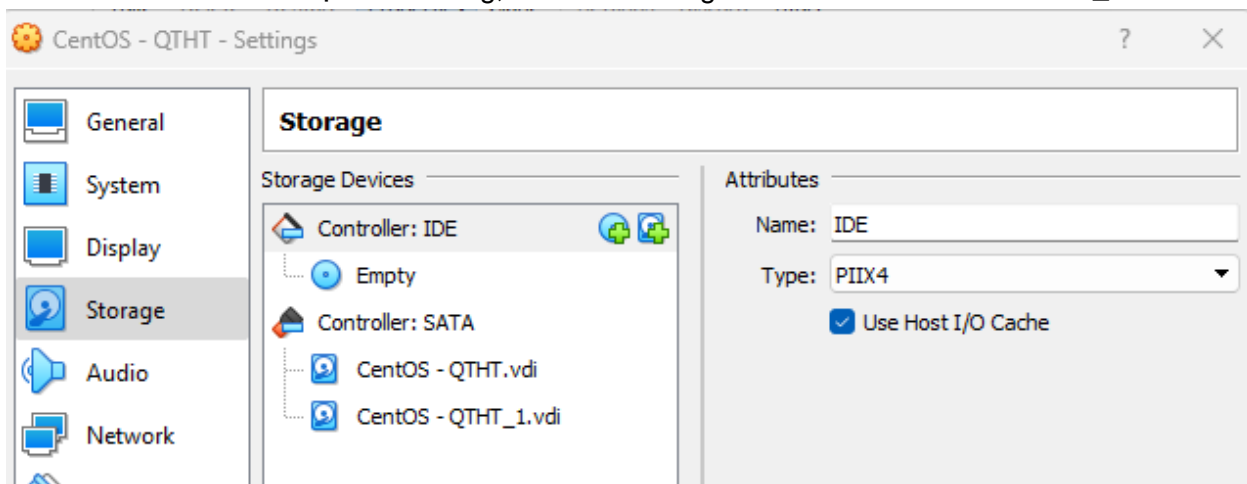 CentOS - QTHT - Settings ? ×
General
System
Display
Storage
Audio
Network
Storage
Storage Devices
Controller: IDE
Empty
Controller: SATA
CentOS - QTHT.vdi
CentOS - QTHT_1.vdi
Attributes
Name: IDE
Type: PIIX4
Use Host I/O Cache